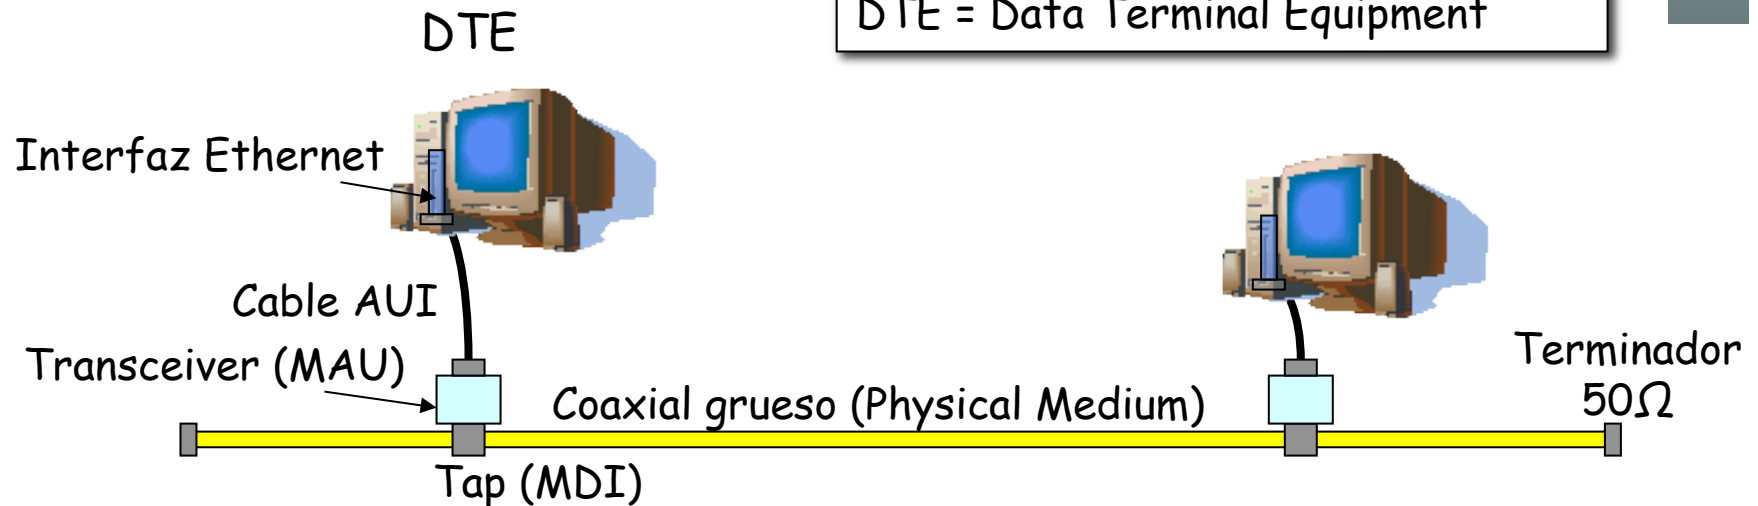 DTE = Data Terminal Equipment
DTE
Interfaz Ethernet
Cable AUI
Transceiver (MAU)
Terminador
50Ω
Coaxial grueso (Physical Medium)
Tap (MDI)